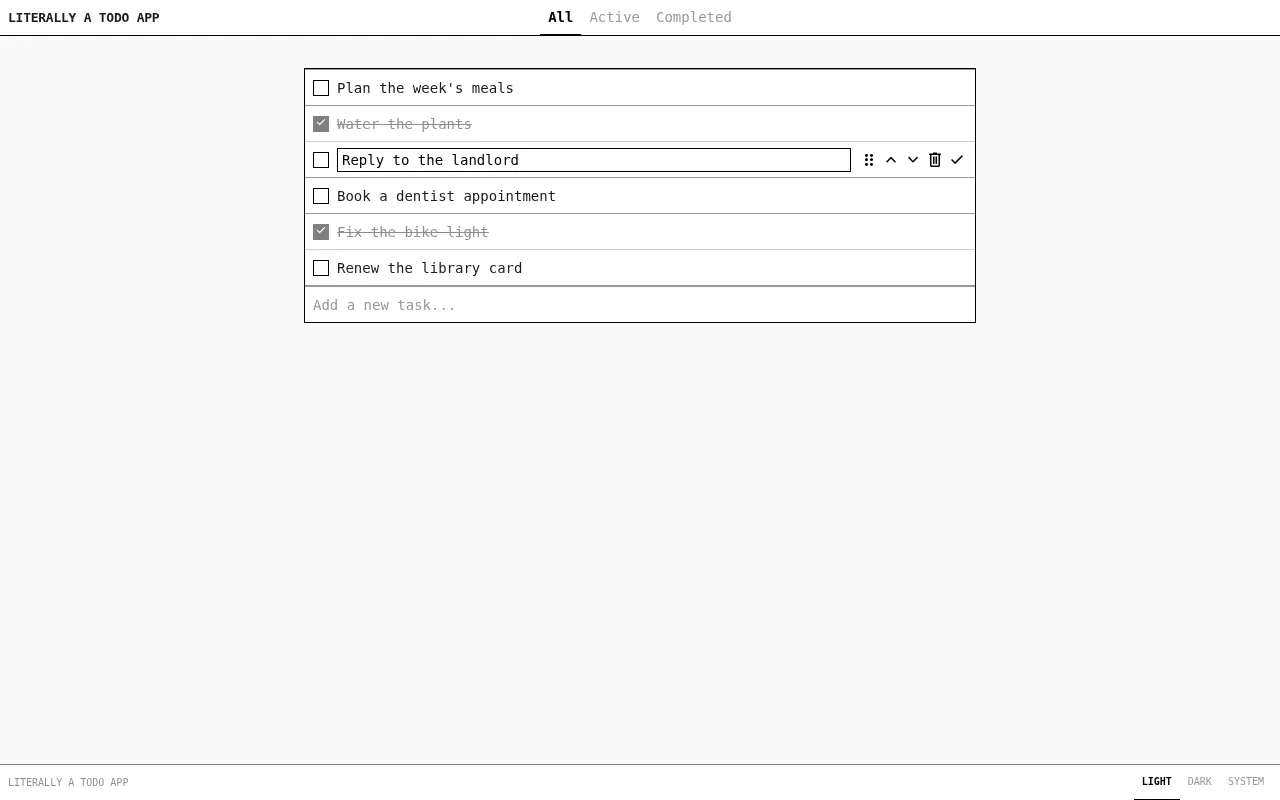 LITERALLY A TODO APP
All Active Completed
Plan the week's meals
Water the plants
Reply to the landlord
Book a dentist appointment
Fix the bike light
Renew the library card
Add a new task...
LITERALLY A TODO APP
LIGHT DARK SYSTEM